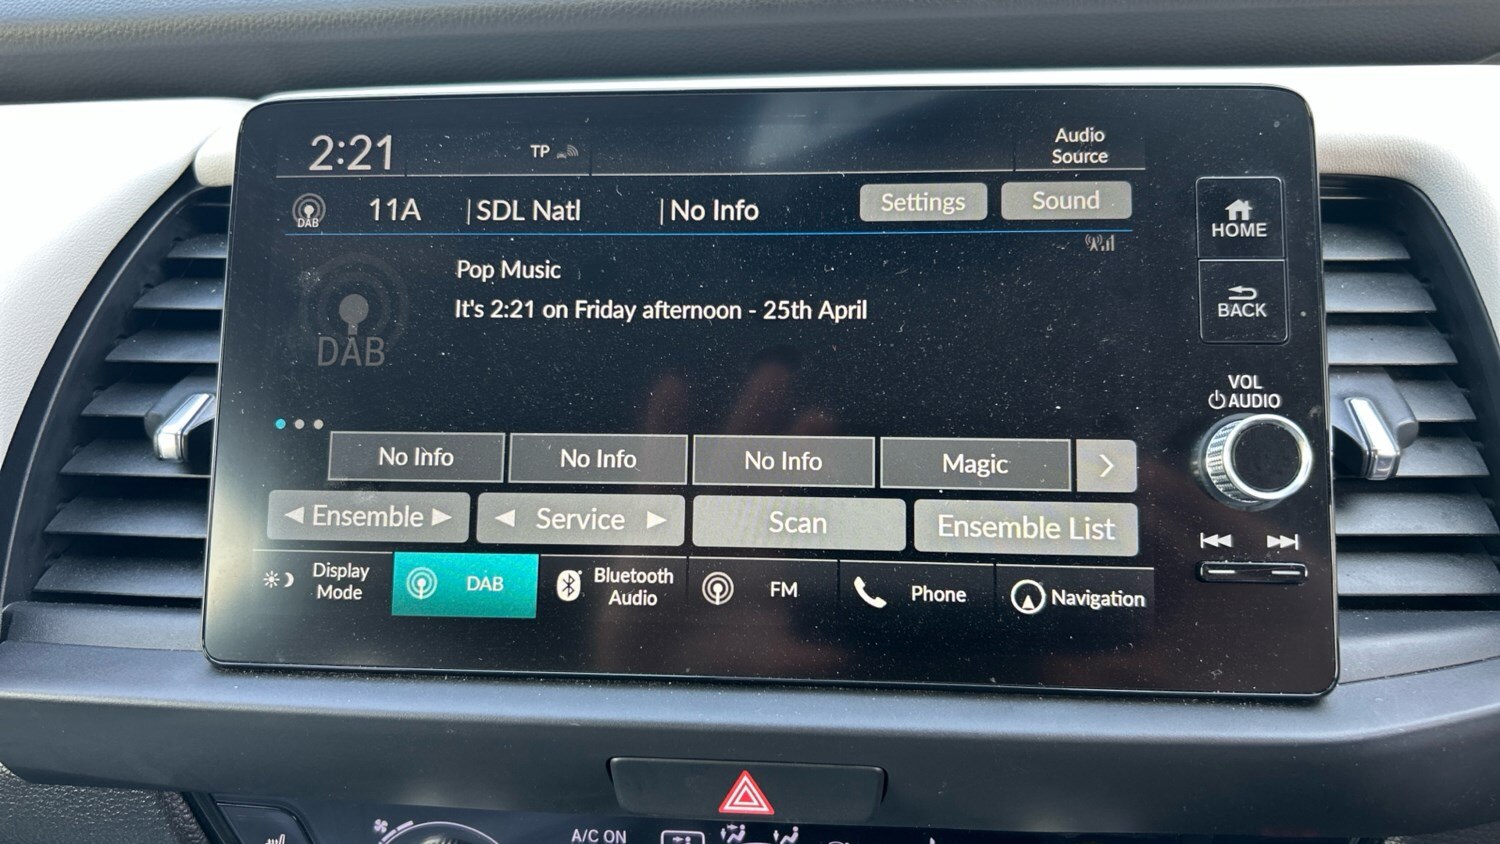 2:21
TP
Audio
Source
DAB
11A
|SDL Natl
|No Info
Settings
Sound
HOME
Pop Music
It's 2:21 on Friday afternoon - 25th April
DAB
BACK
VOL
AUDIO
No Info
No Info
No Info
Magic
Ensemble
Service
Scan
Ensemble List
Display
Mode
DAB
Bluetooth
Audio
FM
Phone
Navigation
A/C ON